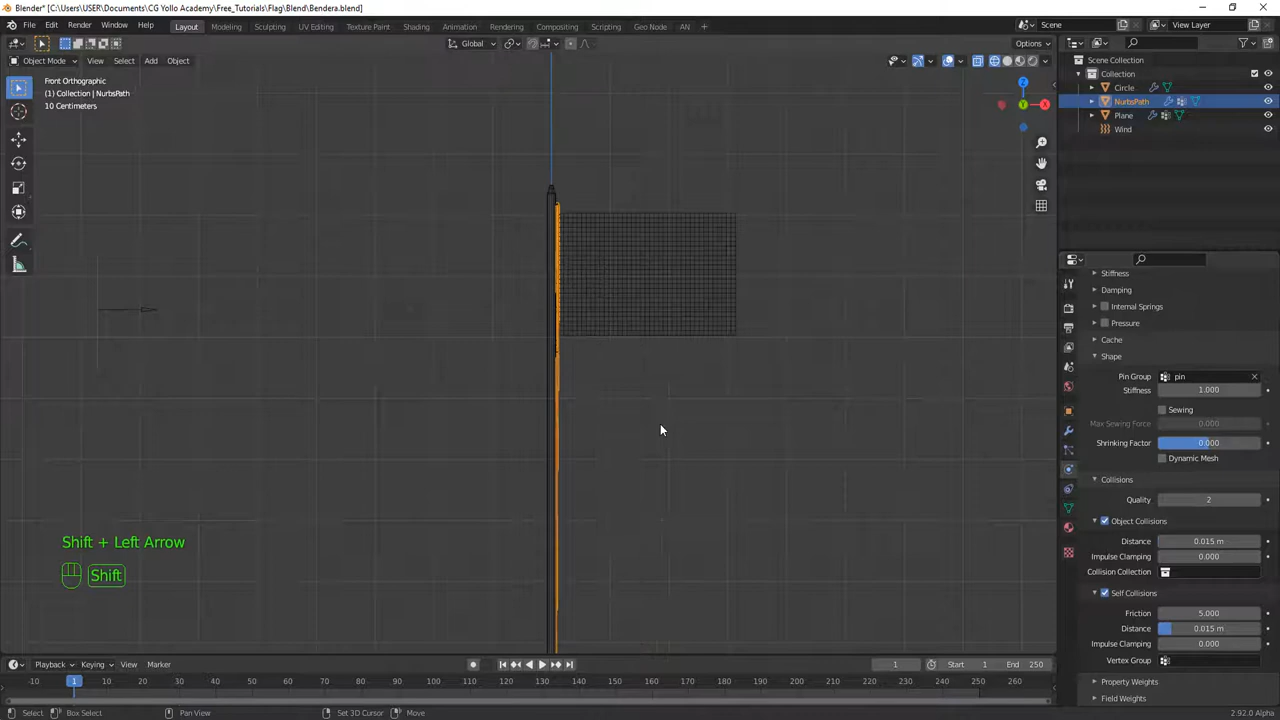 Blender* [C:\Users\USER\Documents\CG Yollo Academy\Free_Tutorials\Flag\Blend\Bendera.blend]
File Edit Render Window Help Layout Modeling Sculpting UV Editing Texture Paint Shading Animation Rendering Compositing Scripting Geo Node AN + Scene View Layer
Global Options
Object Mode View Select Add Object
Front Orthographic
(1) Collection | NurbsPath
10 Centimeters
Z
Y
X
Scene Collection
Collection
Circle
NurbsPath
Plane
Wind
Stiffness
Damping
Internal Springs
Pressure
Cache
Shape
Pin Group pin
Stiffness 1.000
Sewing
Max Sewing Force 0.000
Shrinking Factor 0.000
Dynamic Mesh
Collisions
Quality 2
Object Collisions
Distance 0.015 m
Impulse Clamping 0.000
Collision Collection
Self Collisions
Friction 5.000
Distance 0.015 m
Impulse Clamping 0.000
Vertex Group
Property Weights
Field Weights
Shift + Left Arrow
Shift
Playback Keying View Marker 1 Start 1 End 250
-10 1 10 20 30 40 50 60 70 80 90 100 110 120 130 140 150 160 170 180 190 200 210 220 230 240 250 260
Select Box Select Pan View Set 3D Cursor Move 2.92.0 Alpha